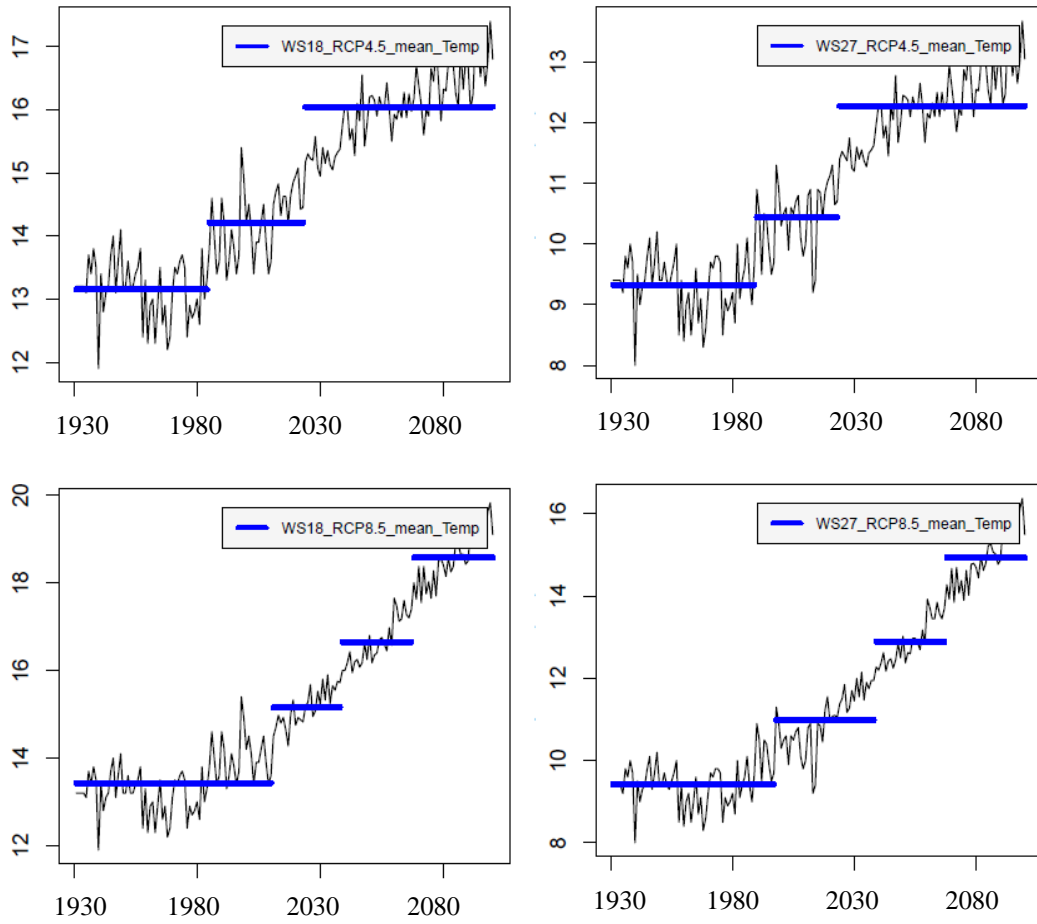 WS18_RCP4.5_mean_Temp
17
16
15
14
13
12
1930 1980 2030 2080
WS27_RCP4.5_mean_Temp
13
12
11
10
9
8
1930 1980 2030 2080
WS18_RCP8.5_mean_Temp
20
18
16
14
12
1930 1980 2030 2080
WS27_RCP8.5_mean_Temp
16
14
12
10
8
1930 1980 2030 2080